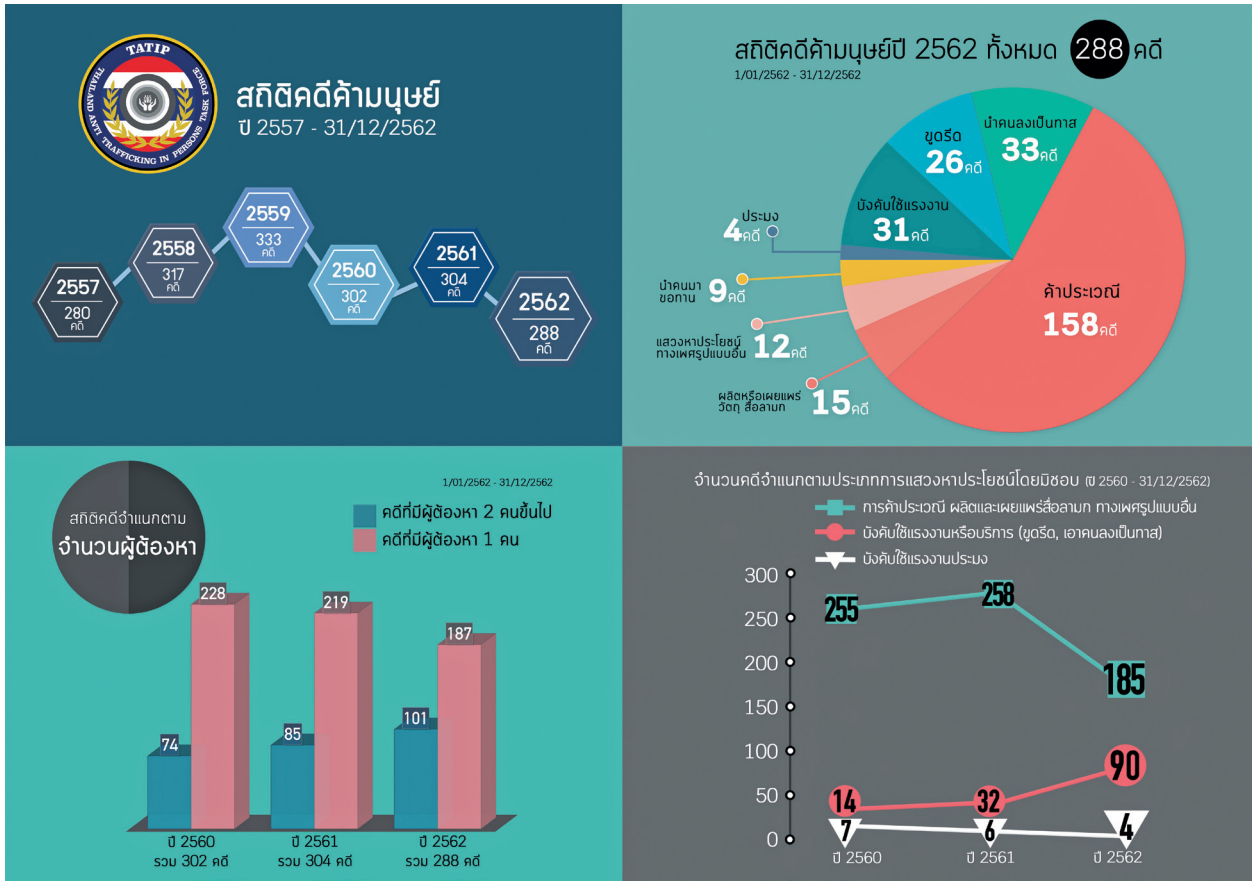 TATIP
THAILAND ANTI TRAFFICKING IN PERSONS TASK FORCE
สถิติคดีค้ามนุษย์
ปี 2557 - 31/12/2562
2557
280
คดี
2558
317
คดี
2559
333
คดี
2560
302
คดี
2561
304
คดี
2562
288
คดี
สถิติคดีค้ามนุษย์ปี 2562 ทั้งหมด 288 คดี
1/01/2562 - 31/12/2562
นำคนลงเป็นทาส
33คดี
ขูดรีด
26คดี
บังคับใช้แรงงาน
31คดี
ประมง
4คดี
นำคนมา
ขอทาน
9คดี
แสวงหาประโยชน์
ทางเพศรูปแบบอื่น
12คดี
ผลิตหรือเผยแพร่
วัตถุ สื่อลามก
15คดี
ค้าประเวณี
158คดี
สถิติคดีจำแนกตาม
จำนวนผู้ต้องหา
1/01/2562 - 31/12/2562
คดีที่มีผู้ต้องหา 2 คนขึ้นไป
คดีที่มีผู้ต้องหา 1 คน
74
228
85
219
101
187
ปี 2560
รวม 302 คดี
ปี 2561
รวม 304 คดี
ปี 2562
รวม 288 คดี
จำนวนคดีจำแนกตามประเภทการแสวงหาประโยชน์โดยมิชอบ (ปี 2560 - 31/12/2562)
การค้าประเวณี ผลิตและเผยแพร่สื่อลามก ทางเพศรูปแบบอื่น
บังคับใช้แรงงานหรือบริการ (ขูดรีด, เอาคนลงเป็นทาส)
บังคับใช้แรงงานประมง
300
250
200
150
100
50
0
255
258
185
14
32
90
7
6
4
ปี 2560
ปี 2561
ปี 2562